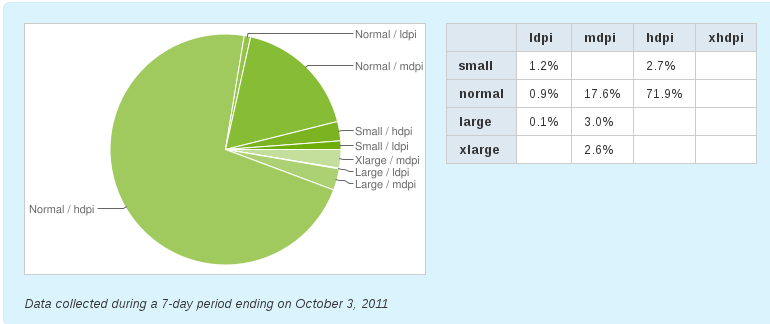 Normal / ldpi
Normal / mdpi
Small / hdpi
Small / ldpi
Xlarge / mdpi
Large / ldpi
Large / mdpi
Normal / hdpi
ldpi mdpi hdpi xhdpi
small 1.2% 2.7%
normal 0.9% 17.6% 71.9%
large 0.1% 3.0%
xlarge 2.6%
Data collected during a 7-day period ending on October 3, 2011